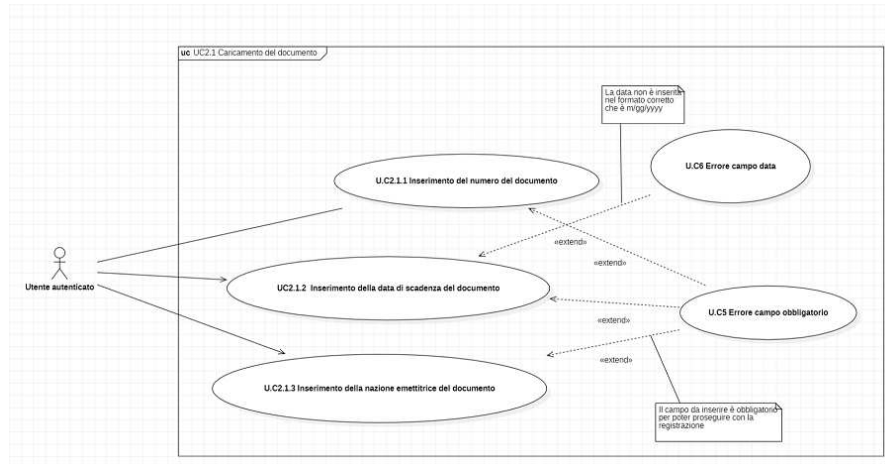 uc UC2.1 Caricamento del documento
La data non è inserita
nel formato corretto
che è m/gg/yyyy
U.C6 Errore campo data
U.C2.1.1 Inserimento del numero del documento
«extend»
«extend»
Utente autenticato
UC2.1.2 Inserimento della data di scadenza del documento
U.C5 Errore campo obbligatorio
«extend»
«extend»
U.C2.1.3 Inserimento della nazione emettitrice del documento
Il campo da inserire è obbligatorio
per poter proseguire con la
registrazione